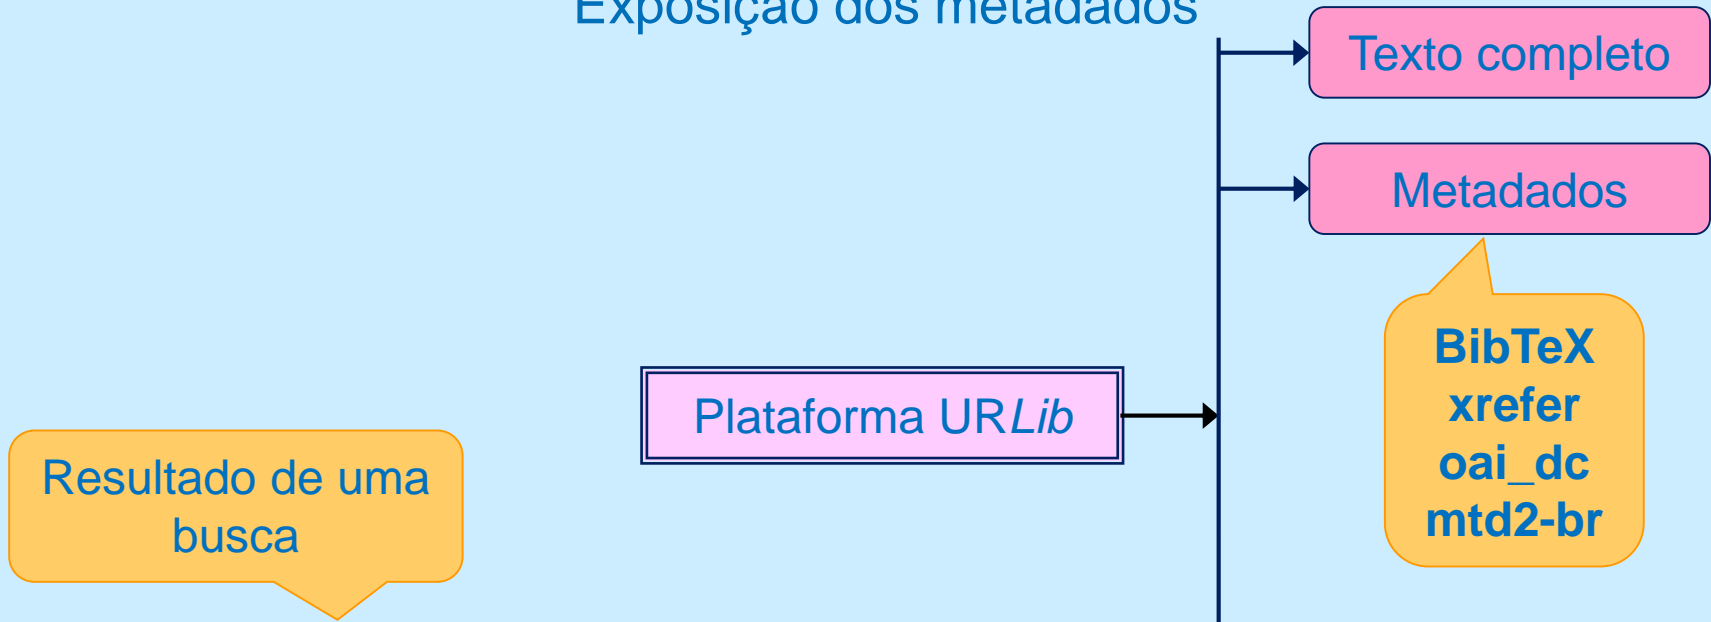 Exposição dos metadados
Texto completo
Metadados
BibTeX
xrefer
oai_dc
mtd2-br
Plataforma URLib
Resultado de uma
busca